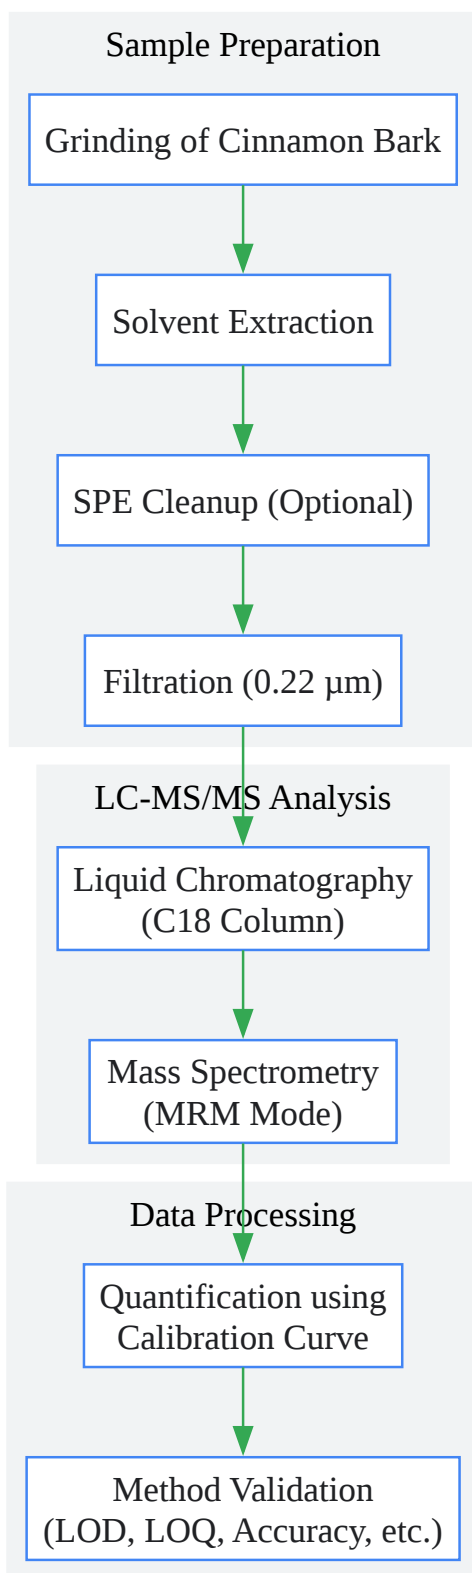 Sample Preparation
Grinding of Cinnamon Bark
Solvent Extraction
SPE Cleanup (Optional)
Filtration (0.22 µm)
LC-MS/MS Analysis
Liquid Chromatography
(C18 Column)
Mass Spectrometry
(MRM Mode)
Data Processing
Quantification using
Calibration Curve
Method Validation
(LOD, LOQ, Accuracy, etc.)